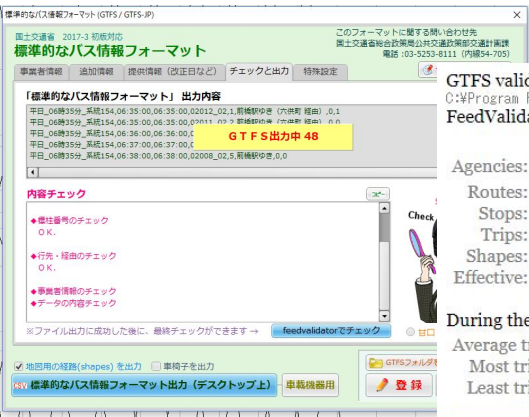 標準的なバス情報フォーマット(GTFS / GTFS-JP)
国土交通省 2017-3 初版対応
標準的なバス情報フォーマット
このフォーマットに関する問い合わせ先
国土交通省総合政策局公共交通政策部交通計画課
電話 :03-5253-8111（内線54-705）
事業者情報 追加情報 提供情報（改正日など） チェックと出力 特殊設定
「標準的なバス情報フォーマット」 出力内容
平日_06時35分_系統154,06:35:00,06:35:00,02012_02,1,前橋駅ゆき（六供町 経由）,0,1
平日_06時35分_系統154,06:35:00,06:35:00,02011_02,2,前橋駅ゆき（六供町 経由）,0,0
平日_06時35分_系統154,06:36:00,06:36:00,
平日_06時35分_系統154,06:37:00,06:37:00,
平日_06時35分_系統154,06:38:00,06:38:00,02008_02,5,前橋駅ゆき,0,0
ＧＴＦＳ出力中 48
内容チェック
コピー
◆標柱番号のチェック
ＯＫ.
◆行先・経由のチェック
ＯＫ.
◆事業者情報のチェック
◆データの内容チェック
Check
※ファイル出力に成功した後に、最終チェックができます→
feedvalidatorでチェック
甘口
地図用の経路(shapes) を出力 車椅子を出力
GTFSフォルダを
CSV 標準的なバス情報フォーマット出力（デスクトップ上）
車載機器用
登 録
GTFS valid
C:¥Program F
FeedValida
Agencies:
Routes:
Stops:
Trips:
Shapes:
Effective:
During the
Average tr
Most tri
Least tri